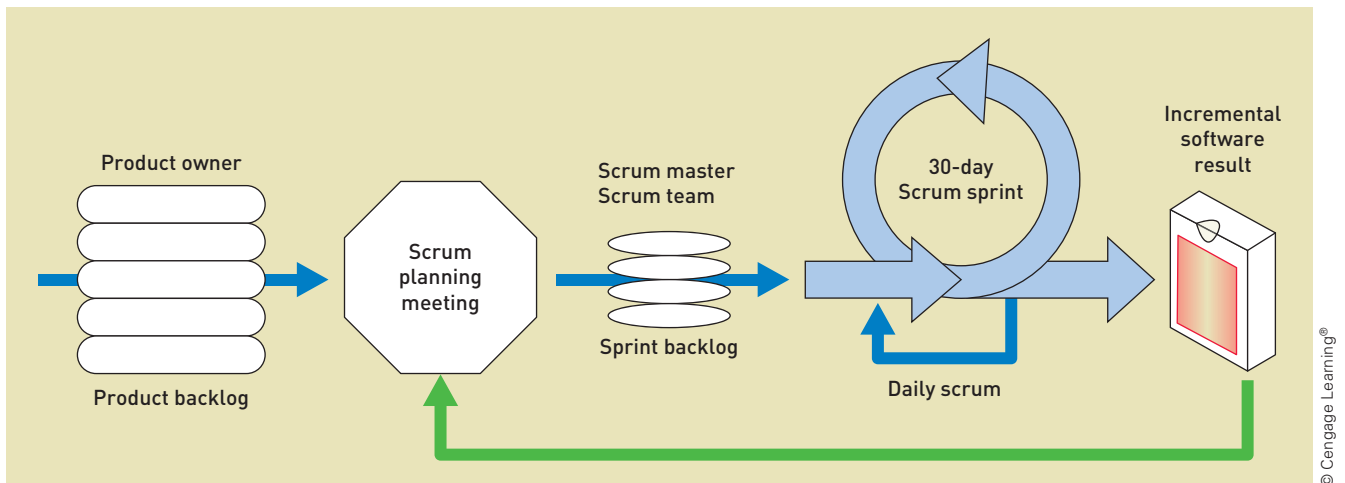 Product owner
Product backlog
Scrum
planning
meeting
Scrum master
Scrum team
Sprint backlog
30-day
Scrum sprint
Daily scrum
Incremental
software
result
© Cengage Learning®